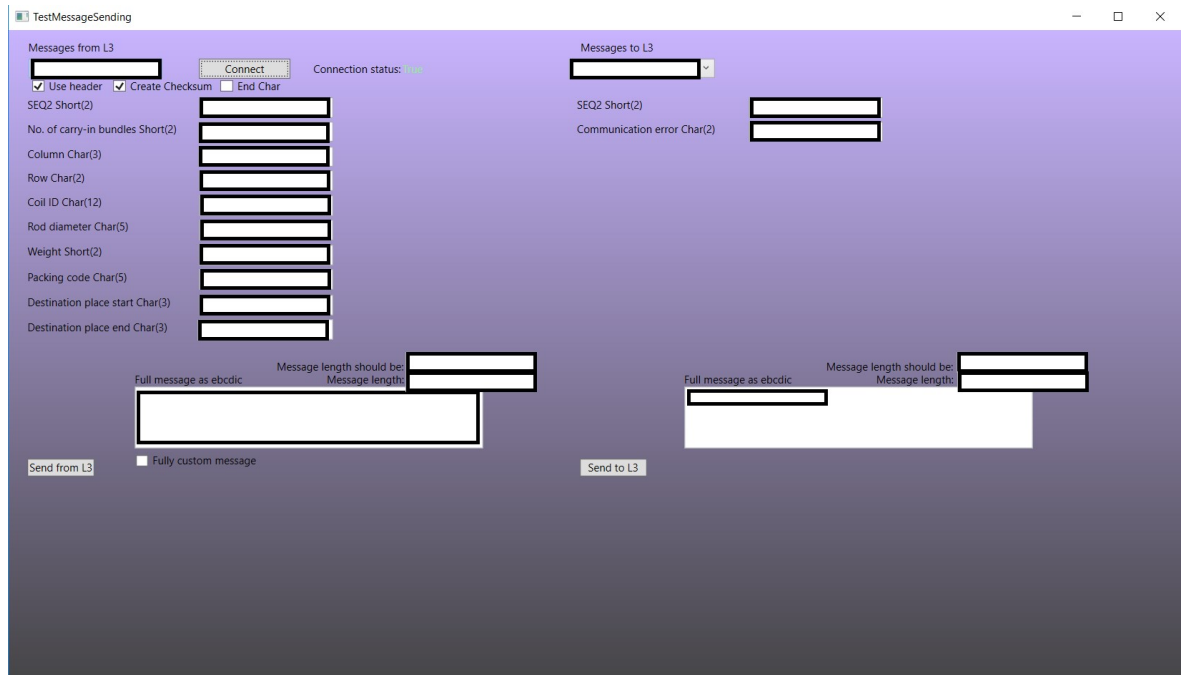 TestMessageSending
Messages from L3
Messages to L3
Connect
Connection status: True
Use header
Create Checksum
End Char
SEQ2 Short(2)
No. of carry-in bundles Short(2)
Column Char(3)
Row Char(2)
Coil ID Char(12)
Rod diameter Char(5)
Weight Short(2)
Packing code Char(5)
Destination place start Char(3)
Destination place end Char(3)
SEQ2 Short(2)
Communication error Char(2)
Message length should be:
Full message as ebcdic
Message length:
Fully custom message
Send from L3
Message length should be:
Full message as ebcdic
Message length:
Send to L3